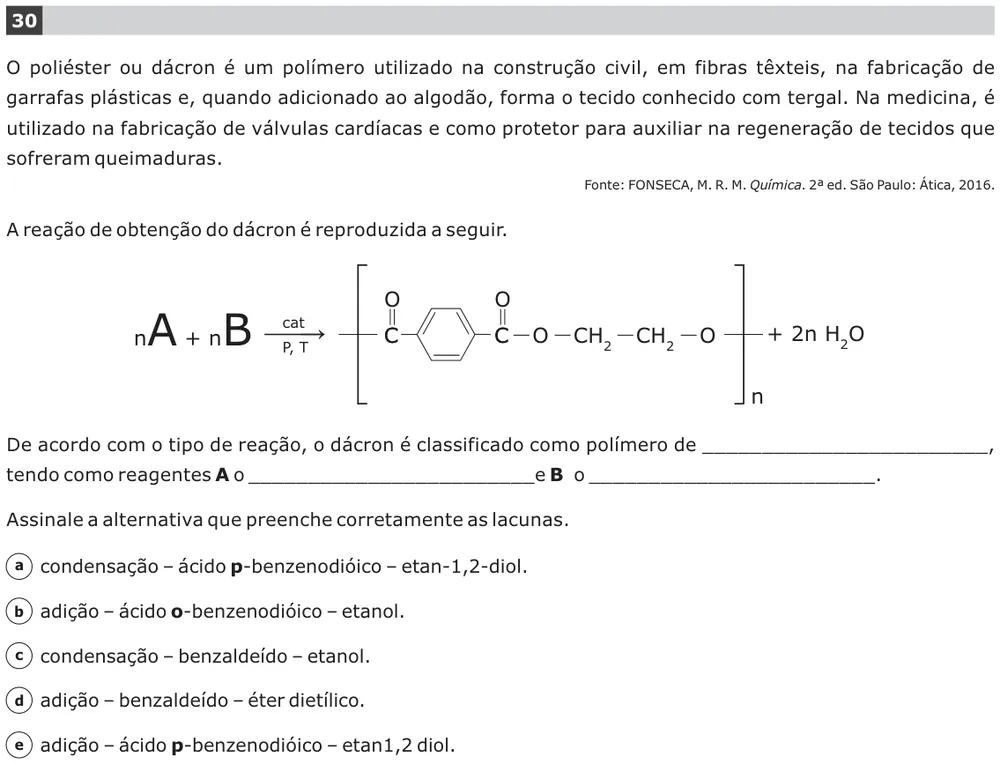 30
O poliéster ou dácron é um polímero utilizado na construção civil, em fibras têxteis, na fabricação de
garrafas plásticas e, quando adicionado ao algodão, forma o tecido conhecido com tergal. Na medicina, é
utilizado na fabricação de válvulas cardíacas e como protetor para auxiliar na regeneração de tecidos que
sofreram queimaduras.
Fonte: FONSECA, M. R. M. Química. 2ª ed. São Paulo: Ática, 2016.
A reação de obtenção do dácron é reproduzida a seguir.
O O
nA + nB cat C C – O – CH2 – CH2 – O + 2n H2O
P, T
n
De acordo com o tipo de reação, o dácron é classificado como polímero de ________________________,
tendo como reagentes A o ________________________ e B o ________________________.
Assinale a alternativa que preenche corretamente as lacunas.
a condensação – ácido p-benzenodióico – etan-1,2-diol.
b adição – ácido o-benzenodióico – etanol.
c condensação – benzaldeído – etanol.
d adição – benzaldeído – éter dietílico.
e adição – ácido p-benzenodióico – etan1,2 diol.